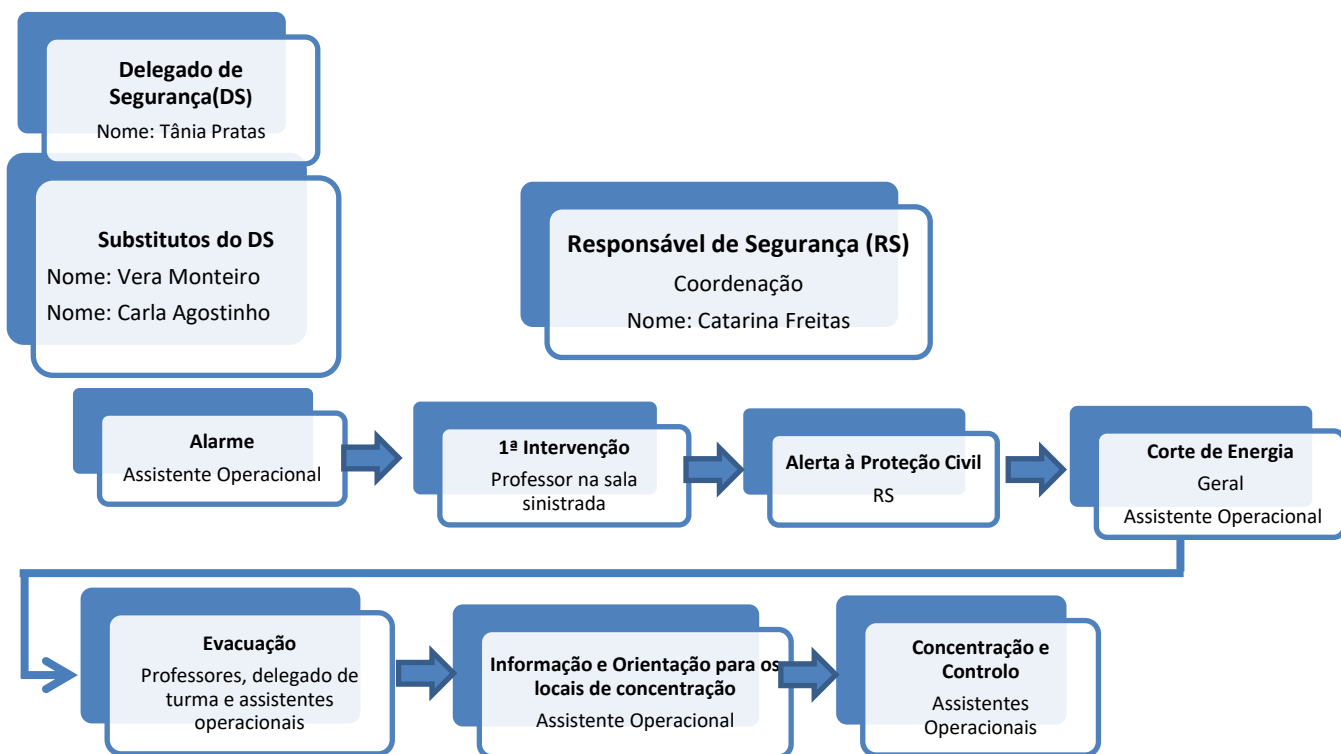 Delegado de
Segurança(DS)
Nome: Tânia Pratas
Substitutos do DS
Nome: Vera Monteiro
Nome: Carla Agostinho
Responsável de Segurança (RS)
Coordenação
Nome: Catarina Freitas
Alarme
Assistente Operacional
1ª Intervenção
Professor na sala
sinistrada
Alerta à Proteção Civil
RS
Corte de Energia
Geral
Assistente Operacional
Evacuação
Professores, delegado de
turma e assistentes
operacionais
Informação e Orientação para os
locais de concentração
Assistente Operacional
Concentração e
Controlo
Assistentes
Operacionais